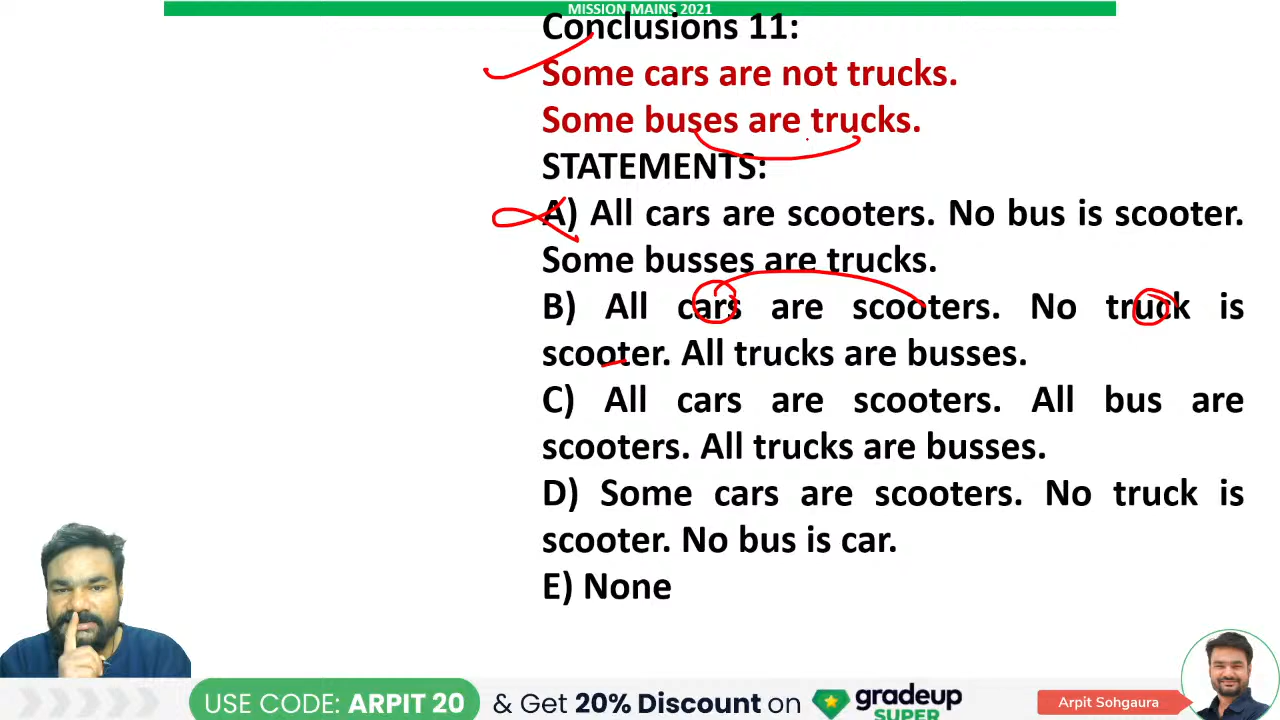 MISSION MAINS 2021
Conclusions 11:
Some cars are not trucks.
Some buses are trucks.
STATEMENTS:
A) All cars are scooters. No bus is scooter.
Some busses are trucks.
B) All cars are scooters. No truck is
scooter. All trucks are busses.
C) All cars are scooters. All bus are
scooters. All trucks are busses.
D) Some cars are scooters. No truck is
scooter. No bus is car.
E) None
USE CODE: ARPIT 20 & Get 20% Discount on gradeup
SUPER
Arpit Sohgaura